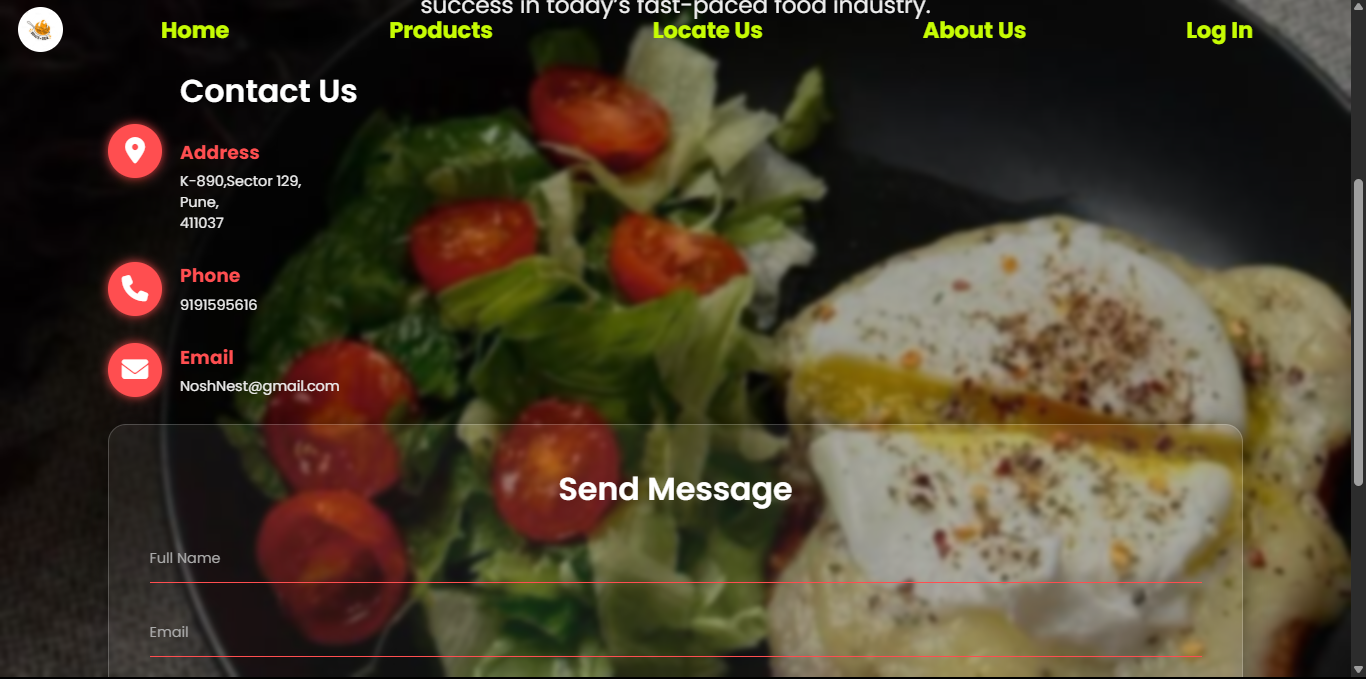 success in today's fast-paced food industry.
Home Products Locate Us About Us Log In
Contact Us
Address
K-890,Sector 129,
Pune,
411037
Phone
9191595616
Email
NoshNest@gmail.com
Send Message
Full Name
Email